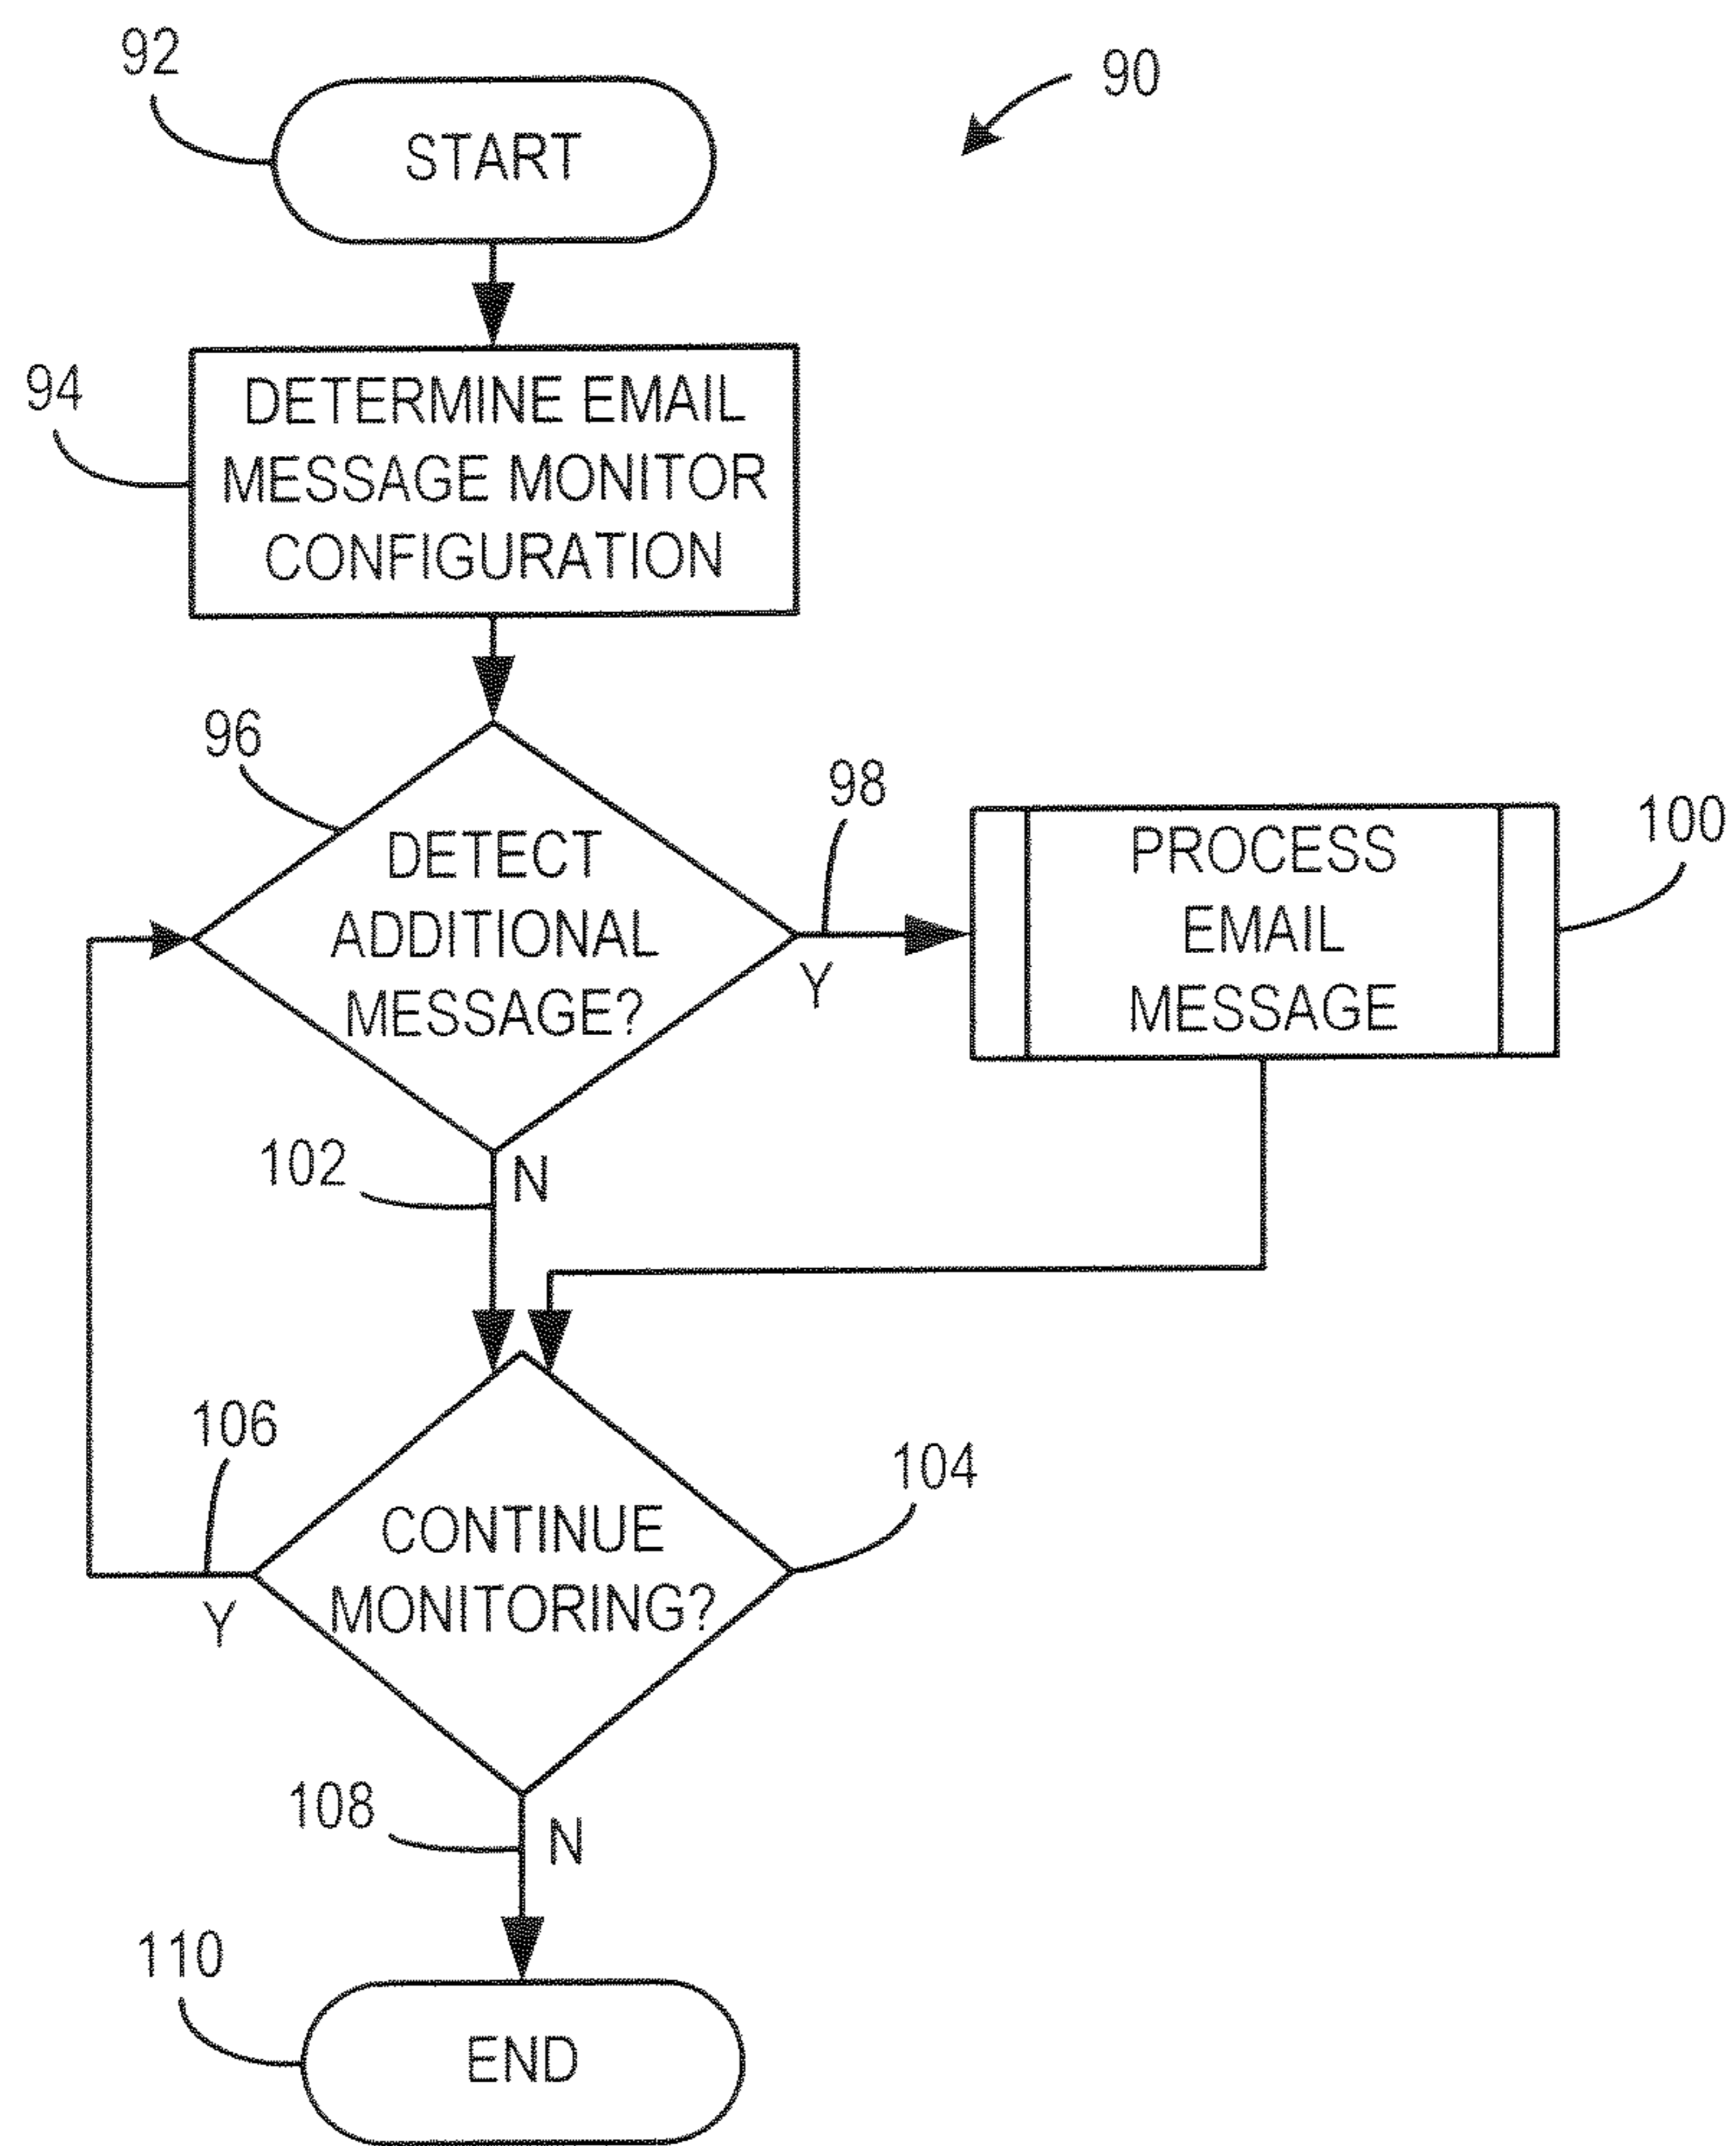 92
90
START
94
DETERMINE EMAIL
MESSAGE MONITOR
CONFIGURATION
96
98
100
DETECT
ADDITIONAL
MESSAGE?
Y
PROCESS
EMAIL
MESSAGE
102
N
106
104
CONTINUE
MONITORING?
Y
108
N
110
END